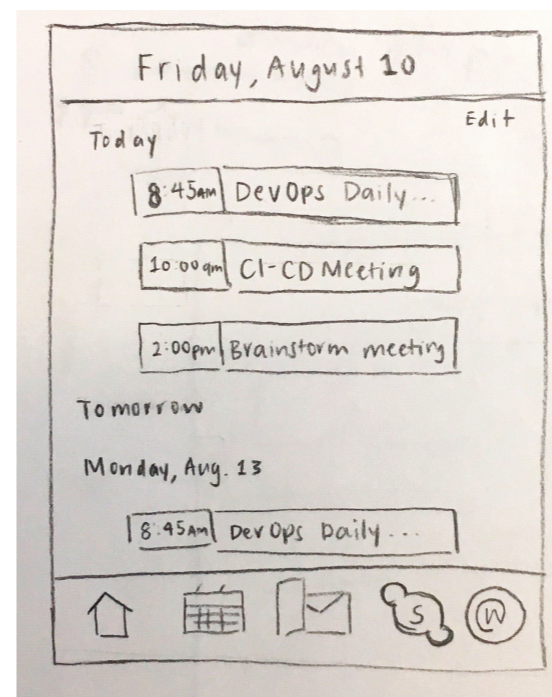 Friday, August 10
Edit
Today
8:45AM DevOps Daily...
10:00am CI-CD Meeting
2:00pm Brainstorm meeting
Tomorrow
Monday, Aug. 13
8:45AM DevOps Daily...
S W